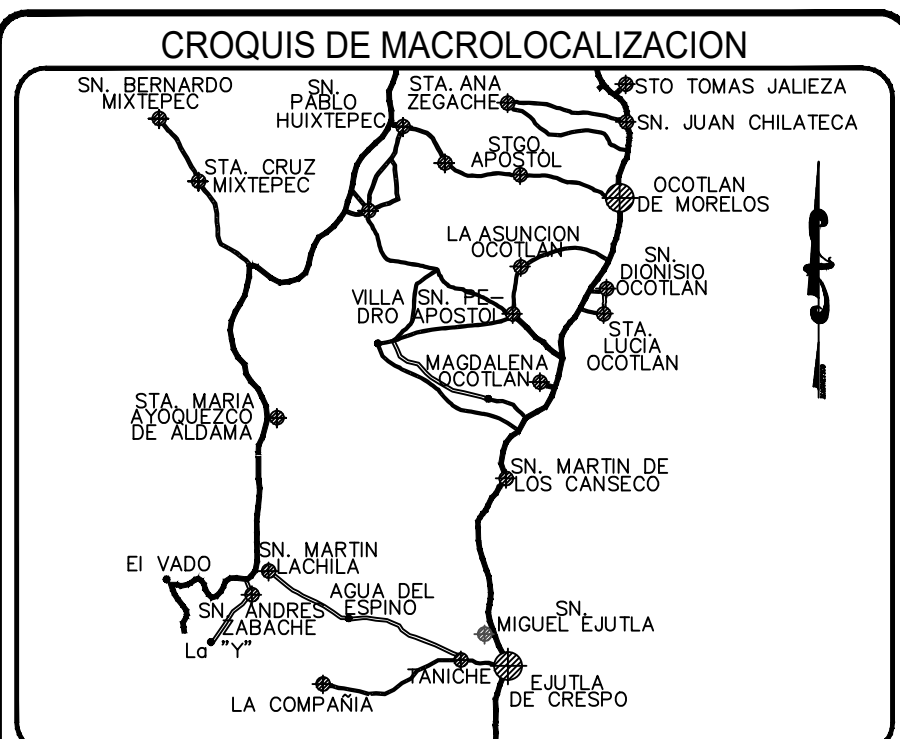 CROQUIS DE MACROLOCALIZACION
SN. BERNARDO
MIXTEPEC
SN.
PABLO
HUIXTEPEC
STA. ANA
ZEGACHE
STO TOMAS JALIEZA
SN. JUAN CHILATECA
STA. CRUZ
MIXTEPEC
STGO.
APOSTOL
OCOTLAN
DE MORELOS
LA ASUNCION
OCOTLAN
SN.
DIONISIO
OCOTLAN
VILLA SN. PE-
DRO APOSTOL
STA.
LUCIA
OCOTLAN
MAGDALENA
OCOTLAN
STA. MARIA
AYOQUEZCO
DE ALDAMA
SN. MARTIN DE
LOS CANSECO
El VADO
SN. MARTIN
LACHILA
AGUA DEL
ESPINO
SN. ANDRES
ZABACHE
La "Y"
SN.
MIGUEL EJUTLA
TANICHE
LA COMPAÑIA
EJUTLA
DE CRESPO